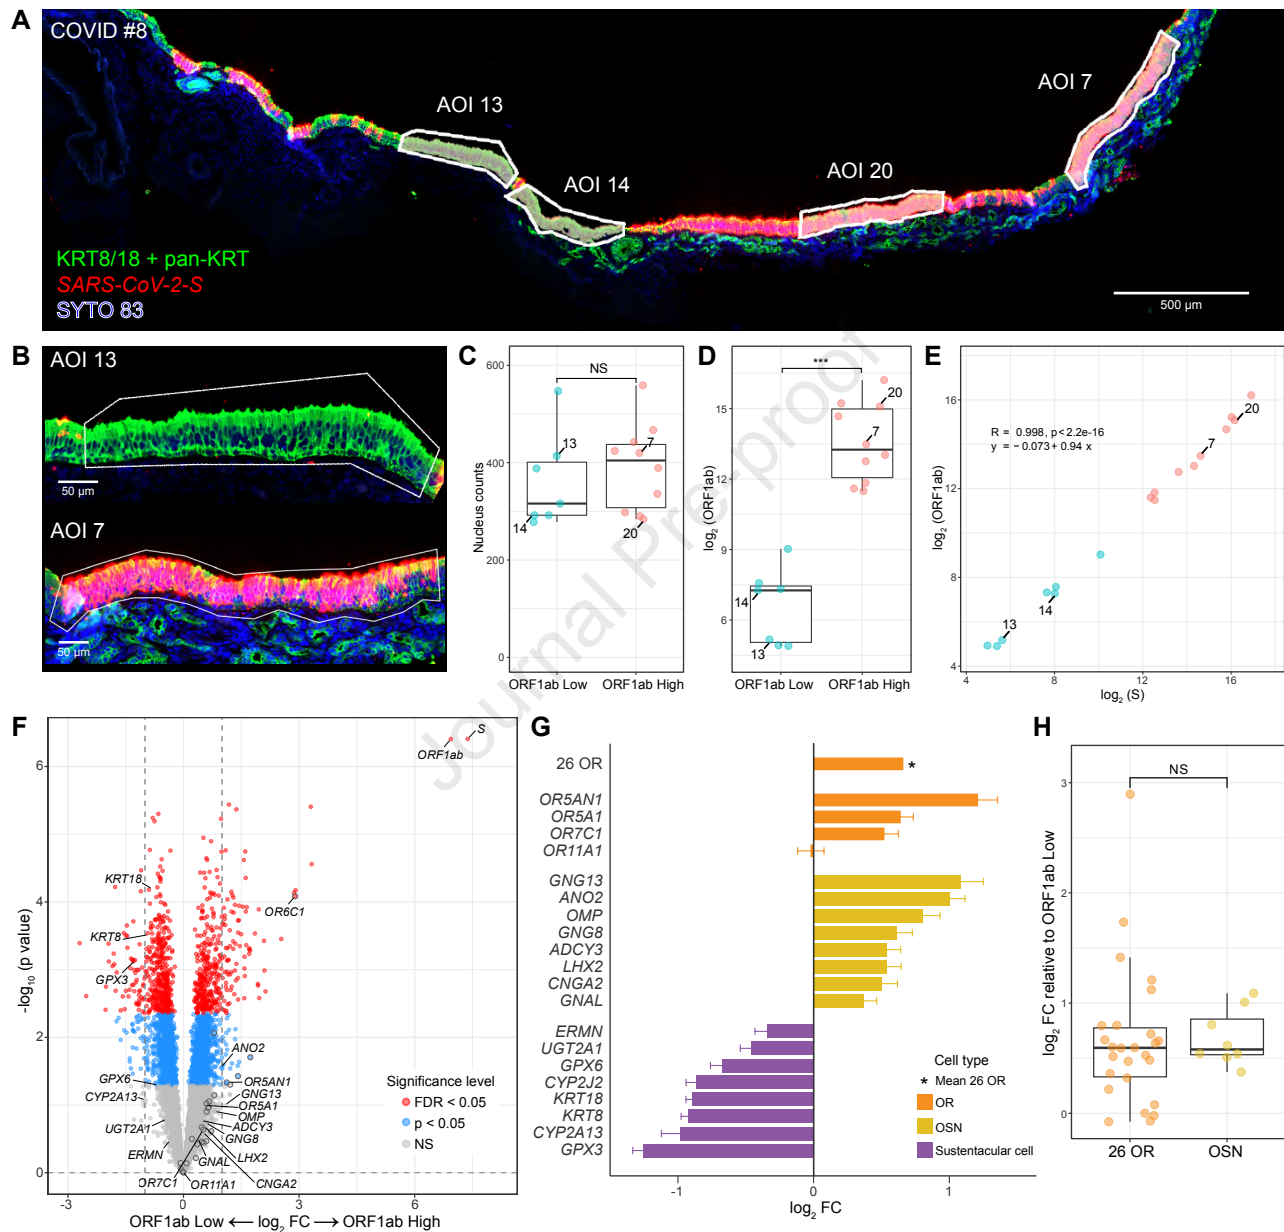 A
COVID #8
AOI 13
AOI 14
AOI 20
AOI 7
KRT8/18 + pan-KRT
SARS-CoV-2-S
SYTO 83
500 µm
B
AOI 13
50 µm
AOI 7
50 µm
C
NS
600
400
200
0
Nucleus counts
13
14
7
20
ORF1ab Low
ORF1ab High
D
***
15
12
9
6
log2 (ORF1ab)
20
7
14
13
ORF1ab Low
ORF1ab High
E
R = 0.998, p<2.2e-16
y = −0.073+0.94 x
20
7
14
13
16
12
8
4
log2 (ORF1ab)
4
8
12
16
log2 (S)
Journal Pre-proof
F
S
ORF1ab
KRT18
OR6C1
KRT8
GPX3
ANO2
GPX6
OR5AN1
CYP2A13
GNG13
OR5A1
OMP
UGT2A1
ADCY3
GNG8
ERMN
LHX2
GNAL
OR7C1
OR11A1
CNGA2
Significance level
FDR < 0.05
p < 0.05
NS
6
4
2
0
-log10 (p value)
-3
0
3
6
ORF1ab Low ⟵ log2 FC ⟶ ORF1ab High
G
26 OR
*
OR5AN1
OR5A1
OR7C1
OR11A1
GNG13
ANO2
OMP
GNG8
ADCY3
LHX2
CNGA2
GNAL
ERMN
UGT2A1
GPX6
CYP2J2
KRT18
KRT8
CYP2A13
GPX3
Cell type
* Mean 26 OR
OR
OSN
Sustentacular cell
-1
0
1
log2 FC
H
NS
3
2
1
0
log2 FC relative to ORF1ab Low
26 OR
OSN